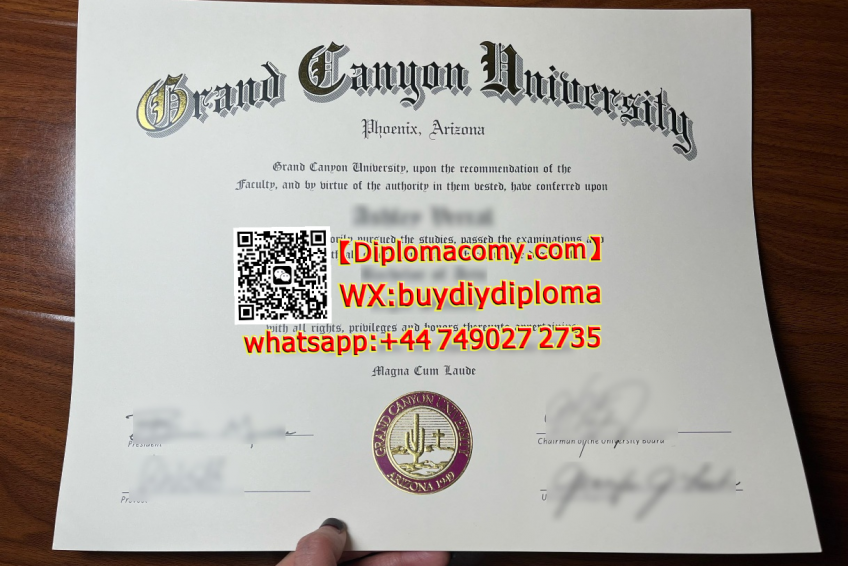 Grand Canyon University
Phoenix, Arizona
Grand Canyon University, upon the recommendation of the
Faculty, and by virtue of the authority in them vested, have conferred upon
pursued the studies, passed the examinations
【Diplomacomy.com】
WX:buydiydiploma
with all rights, privileges and honors thereunto appertaining
whatsapp:+44 749027 2735
Magna Cum Laude
President
Chairman of the University Board
GRAND CANYON UNIVERSITY
ARIZONA 1949